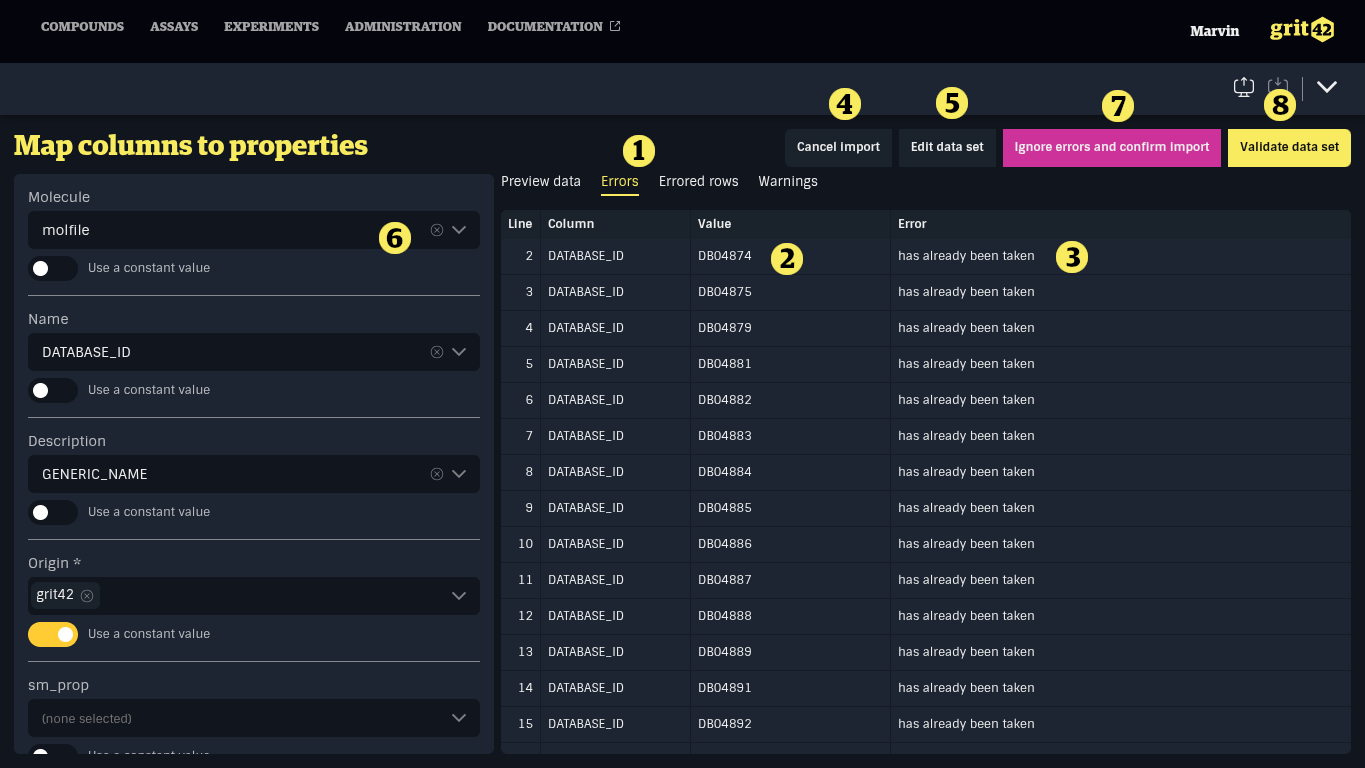 COMPOUNDS ASSAYS EXPERIMENTS ADMINISTRATION DOCUMENTATION
Marvin grit42
4 5 7 8
Map columns to properties
Cancel import Edit data set Ignore errors and confirm import Validate data set
1
Preview data Errors Errored rows Warnings
Molecule
molfile
6
Use a constant value
Name
DATABASE_ID
Use a constant value
Description
GENERIC_NAME
Use a constant value
Origin *
grit42
Use a constant value
sm_prop
(none selected)
Use a constant value
Line Column Value Error
2 DATABASE_ID DB04874 2 has already been taken 3
3 DATABASE_ID DB04875 has already been taken
4 DATABASE_ID DB04879 has already been taken
5 DATABASE_ID DB04881 has already been taken
6 DATABASE_ID DB04882 has already been taken
7 DATABASE_ID DB04883 has already been taken
8 DATABASE_ID DB04884 has already been taken
9 DATABASE_ID DB04885 has already been taken
10 DATABASE_ID DB04886 has already been taken
11 DATABASE_ID DB04887 has already been taken
12 DATABASE_ID DB04888 has already been taken
13 DATABASE_ID DB04889 has already been taken
14 DATABASE_ID DB04891 has already been taken
15 DATABASE_ID DB04892 has already been taken